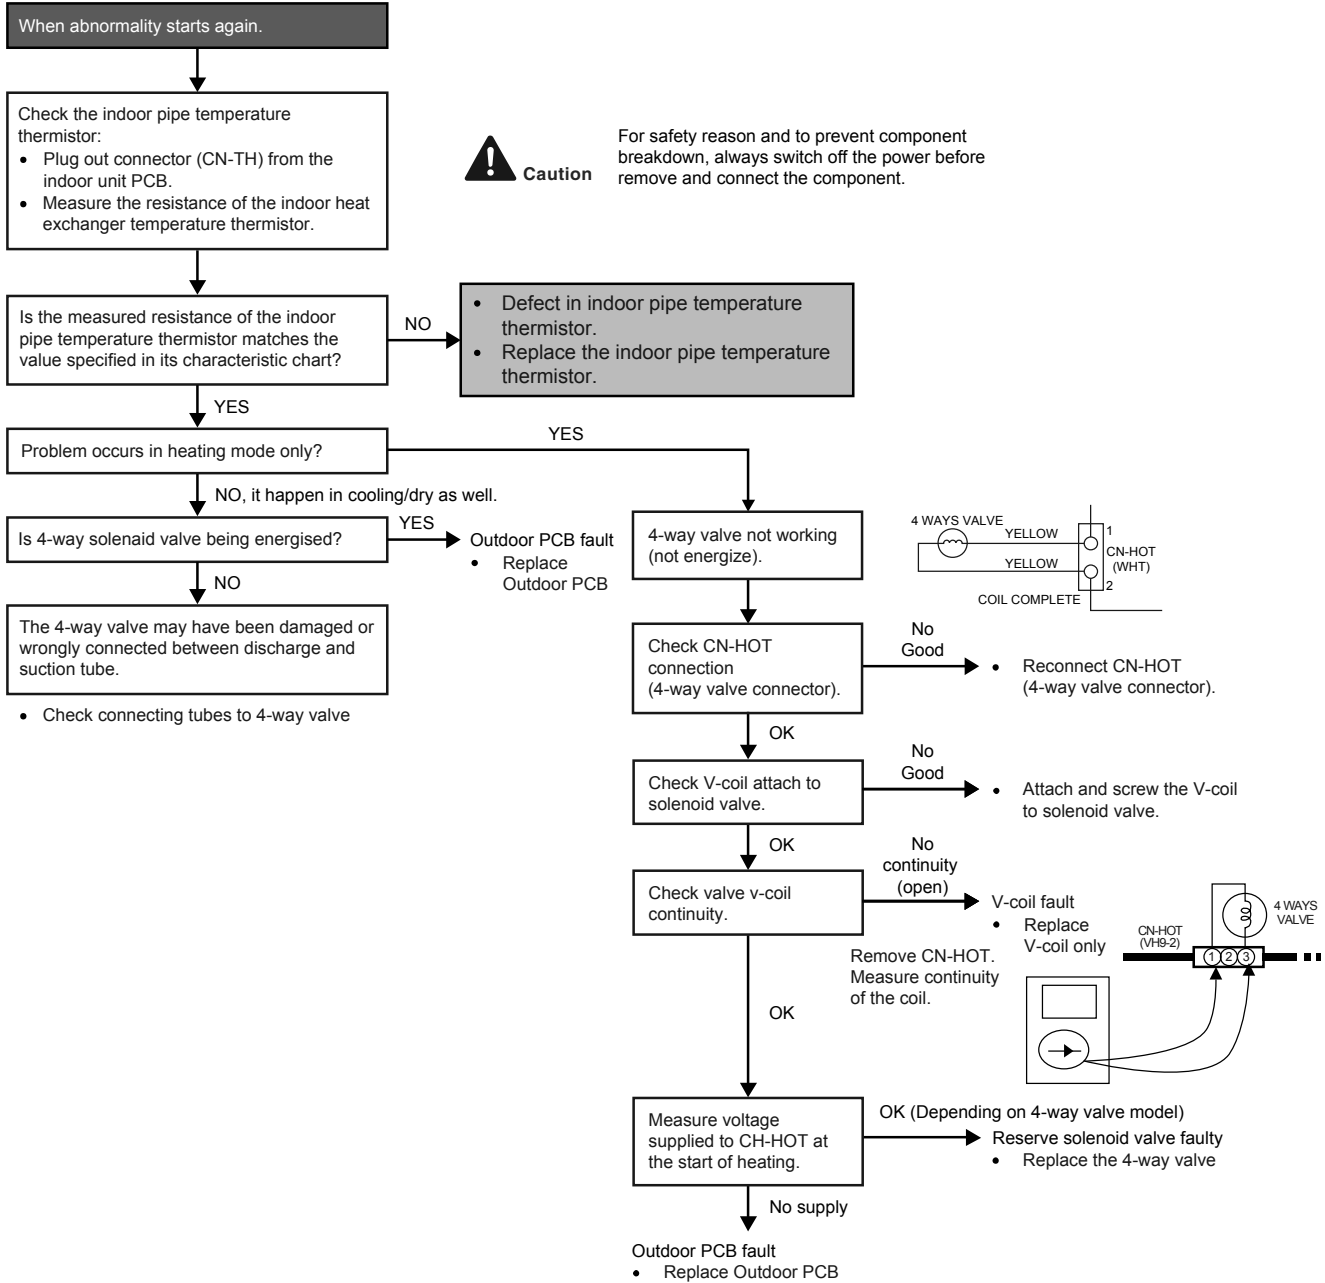 When abnormality starts again.
Check the indoor pipe temperature
thermistor:
• Plug out connector (CN-TH) from the
indoor unit PCB.
• Measure the resistance of the indoor heat
exchanger temperature thermistor.
Caution
For safety reason and to prevent component
breakdown, always switch off the power before
remove and connect the component.
Is the measured resistance of the indoor
pipe temperature thermistor matches the
value specified in its characteristic chart?
NO
• Defect in indoor pipe temperature
thermistor.
• Replace the indoor pipe temperature
thermistor.
YES
Problem occurs in heating mode only?
YES
NO, it happen in cooling/dry as well.
Is 4-way solenaid valve being energised?
YES
Outdoor PCB fault
• Replace
Outdoor PCB
NO
The 4-way valve may have been damaged or
wrongly connected between discharge and
suction tube.
• Check connecting tubes to 4-way valve
4-way valve not working
(not energize).
4 WAYS VALVE
YELLOW
YELLOW
1
CN-HOT
(WHT)
2
COIL COMPLETE
Check CN-HOT
connection
(4-way valve connector).
No
Good
• Reconnect CN-HOT
(4-way valve connector).
OK
Check V-coil attach to
solenoid valve.
No
Good
• Attach and screw the V-coil
to solenoid valve.
OK
Check valve v-coil
continuity.
No
continuity
(open)
V-coil fault
• Replace
V-coil only
Remove CN-HOT.
Measure continuity
of the coil.
CN-HOT
(VH9-2)
4 WAYS
VALVE
1 2 3
OK
Measure voltage
supplied to CH-HOT at
the start of heating.
OK (Depending on 4-way valve model)
Reserve solenoid valve faulty
• Replace the 4-way valve
No supply
Outdoor PCB fault
• Replace Outdoor PCB